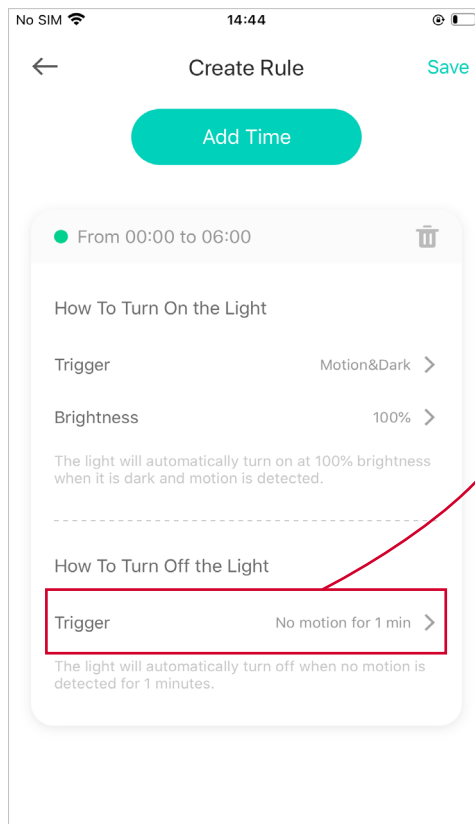 No SIM 14:44
Create Rule Save
Add Time
From 00:00 to 06:00
How To Turn On the Light
Trigger Motion&Dark
Brightness 100%
The light will automatically turn on at 100% brightness
when it is dark and motion is detected.
How To Turn Off the Light
Trigger No motion for 1 min
The light will automatically turn off when no motion is
detected for 1 minutes.